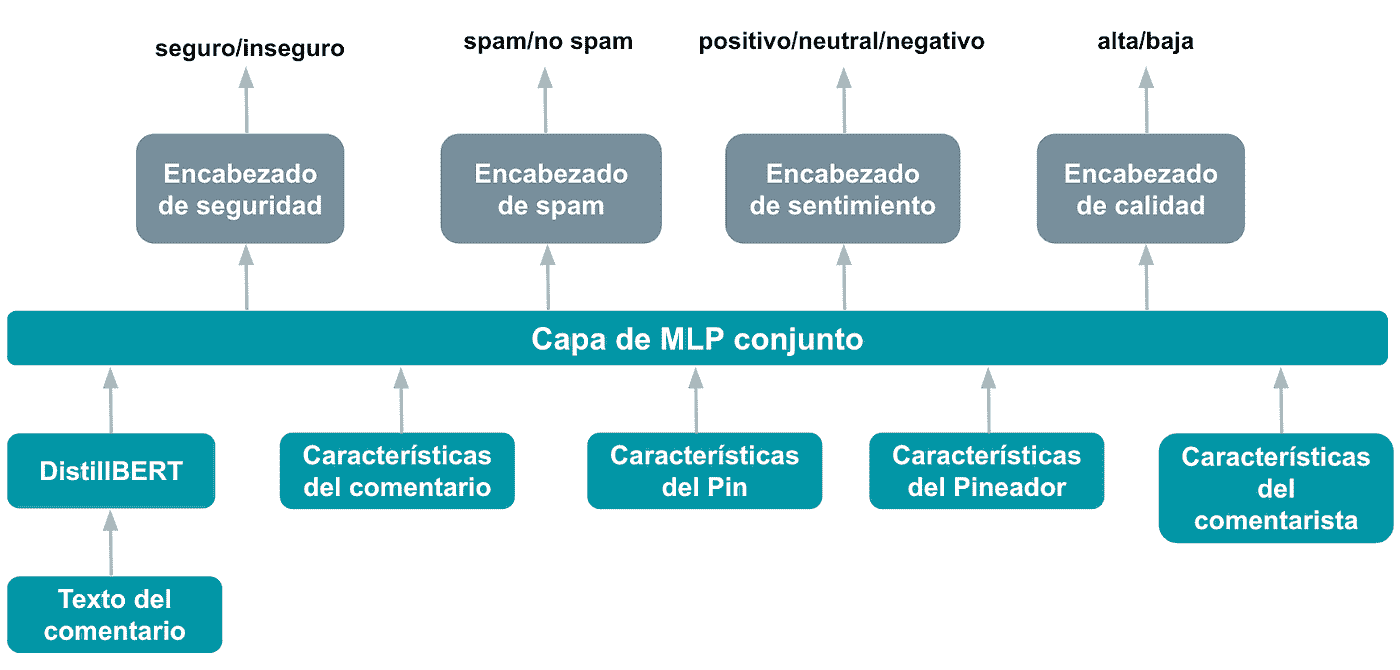 seguro/inseguro
spam/no spam
positivo/neutral/negativo
alta/baja
Encabezado
de seguridad
Encabezado
de spam
Encabezado
de sentimiento
Encabezado
de calidad
Capa de MLP conjunto
DistillBERT
Características
del comentario
Características
del Pin
Características
del Pineador
Características
del
comentarista
Texto del
comentario